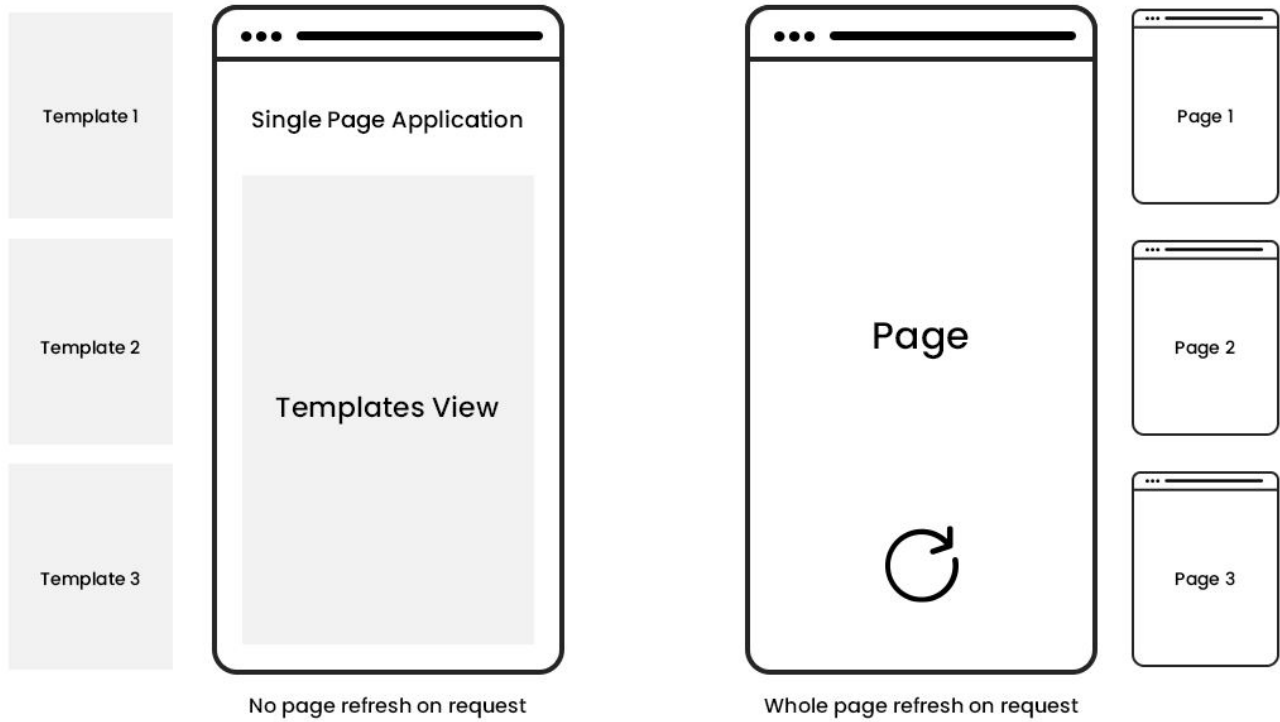 Template 1
Template 2
Template 3
Single Page Application
Templates View
No page refresh on request
Page
Whole page refresh on request
Page 1
Page 2
Page 3